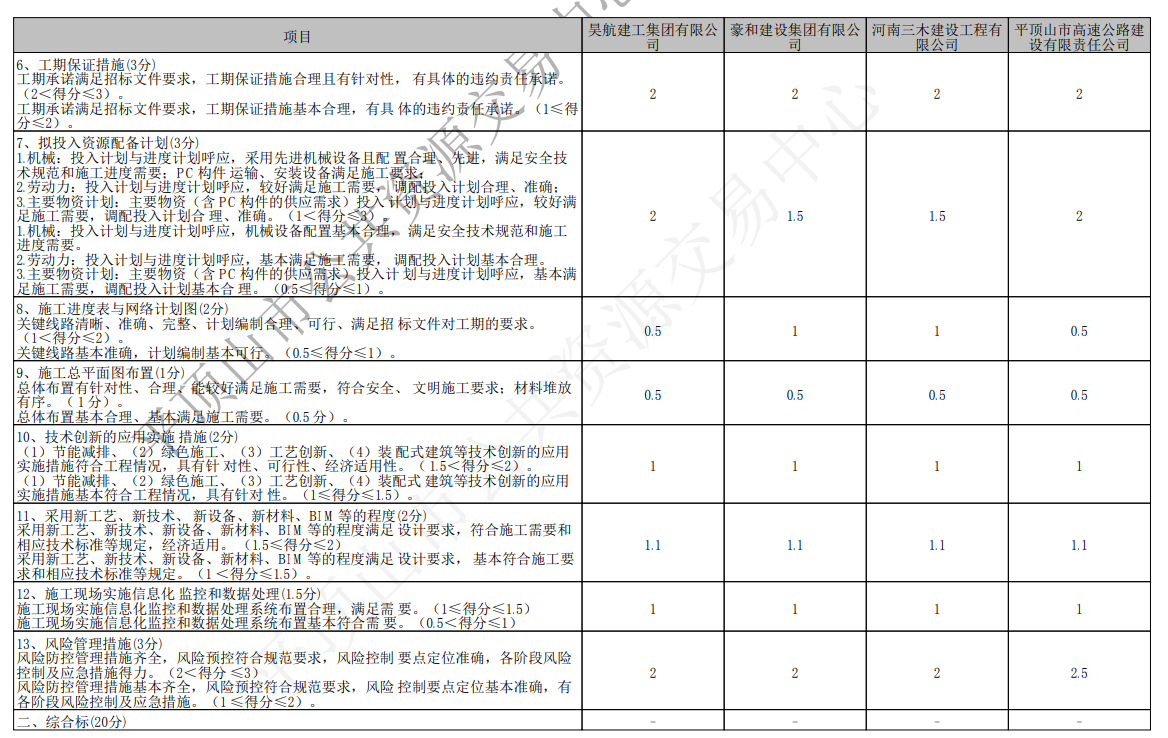 项目
昊航建工集团有限公
司
豪和建设集团有限公
司
河南三木建设工程有
限公司
平顶山市高速公路建
设有限责任公司
6、工期保证措施(3分)
工期承诺满足招标文件要求，工期保证措施合理且有针对性， 有具体的违约责任承诺。
（2<得分≤3）。
工期承诺满足招标文件要求，工期保证措施基本合理，有具 体的违约责任承诺。（1≤得
分≤2）。
2
2
2
2
7、拟投入资源配备计划(3分)
1.机械：投入计划与进度计划呼应，采用先进机械设备且配 置合理、先进，满足安全技
术规范和施工进度需要；PC 构件 运输、安装设备满足施工要求；
2.劳动力：投入计划与进度计划呼应，较好满足施工需要， 调配投入计划合理、准确；
3.主要物资计划：主要物资（含 PC 构件的供应需求）投入计划与进度计划呼应，较好满
足施工需要，调配投入计划合 理、准确。（1<得分≤3）。
1.机械：投入计划与进度计划呼应，机械设备配置基本合理， 满足安全技术规范和施工
进度需要。
2.劳动力：投入计划与进度计划呼应，基本满足施工需要， 调配投入计划基本合理。
3.主要物资计划：主要物资（含 PC 构件的供应需求）投入计 划与进度计划呼应，基本满
足施工需要，调配投入计划基本合 理。（0.5≤得分≤1）。
2
1.5
1.5
2
8、施工进度表与网络计划图(2分)
关键线路清晰、准确、完整、计划编制合理、可行、满足招 标文件对工期的要求。
（1<得分≤2）。
关键线路基本准确，计划编制基本可行。（0.5≤得分≤1）。
0.5
1
1
0.5
9、施工总平面图布置(1分)
总体布置有针对性、合理、能较好满足施工需要，符合安全、 文明施工要求；材料堆放
有序。（1 分）。
总体布置基本合理、基本满足施工需要。（0.5 分）。
0.5
0.5
0.5
0.5
10、技术创新的应用实施 措施(2分)
（1）节能减排、（2）绿色施工、（3）工艺创新、（4）装 配式建筑等技术创新的应用
实施措施符合工程情况，具有针 对性、可行性、经济适用性。（ 1.5<得分≤2）。
（1）节能减排、（2）绿色施工、（3）工艺创新、（4）装配式 建筑等技术创新的应用
实施措施基本符合工程情况，具有针对 性。（1≤得分≤1.5）。
1
1
1
1
11、采用新工艺、新技术、 新设备、新材料、BIM 等的程度(2分)
采用新工艺、新技术、新设备、新材料、BIM 等的程度满足 设计要求，符合施工需要和
相应技术标准等规定，经济适用。（1.5≤得分≤2）
采用新工艺、新技术、新设备、新材料、BIM 等的程度满足 设计要求， 基本符合施工要
求和相应技术标准等规定。（1 <得分≤1.5）。
1.1
1.1
1.1
1.1
12、施工现场实施信息化 监控和数据处理(1.5分)
施工现场实施信息化监控和数据处理系统布置合理，满足需 要。（1≤得分≤1.5）
施工现场实施信息化监控和数据处理系统布置基本符合需 要。（0.5≤得分≤1）
1
1
1
1
13、风险管理措施(3分)
风险防控管理措施齐全，风险预控符合规范要求，风险控制 要点定位准确，各阶段风险
控制及应急措施得力。（2<得分 ≤3）
风险防控管理措施基本齐全，风险预控符合规范要求，风险 控制要点定位基本准确，有
各阶段风险控制及应急措施。（1 ≤得分≤2）。
2
2
2
2.5
二、综合标(20分)
-
-
-
-
平顶山市公共资源交易中心
平顶山市公共资源交易中心